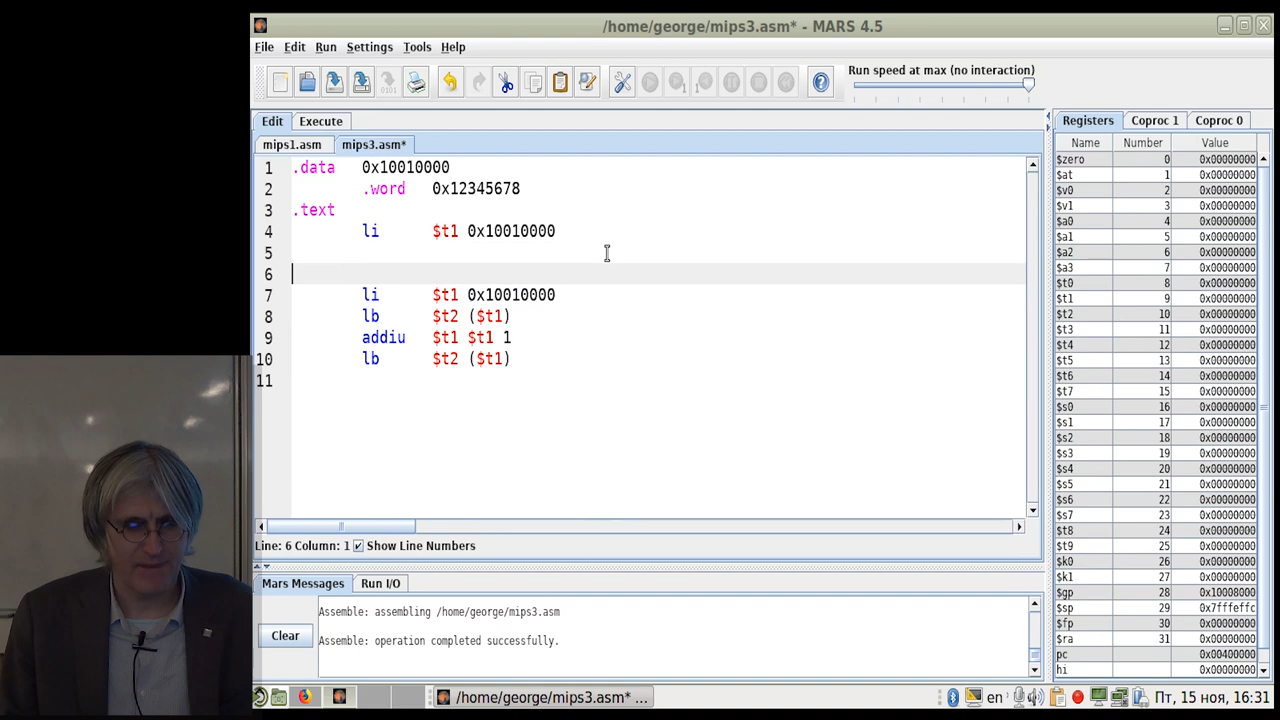 /home/george/mips3.asm* - MARS 4.5
File Edit Run Settings Tools Help
Run speed at max (no interaction)
Edit Execute
mips1.asm mips3.asm*
1 .data 0x10010000
2 .word 0x12345678
3 .text
4 li $t1 0x10010000
5
6
7 li $t1 0x10010000
8 lb $t2 ($t1)
9 addiu $t1 $t1 1
10 lb $t2 ($t1)
11
Line: 6 Column: 1 Show Line Numbers
Mars Messages Run I/O
Assemble: assembling /home/george/mips3.asm
Assemble: operation completed successfully.
Clear
Registers Coproc 1 Coproc 0
Name Number Value
$zero 0 0x00000000
$at 1 0x00000000
$v0 2 0x00000000
$v1 3 0x00000000
$a0 4 0x00000000
$a1 5 0x00000000
$a2 6 0x00000000
$a3 7 0x00000000
$t0 8 0x00000000
$t1 9 0x00000000
$t2 10 0x00000000
$t3 11 0x00000000
$t4 12 0x00000000
$t5 13 0x00000000
$t6 14 0x00000000
$t7 15 0x00000000
$s0 16 0x00000000
$s1 17 0x00000000
$s2 18 0x00000000
$s3 19 0x00000000
$s4 20 0x00000000
$s5 21 0x00000000
$s6 22 0x00000000
$s7 23 0x00000000
$t8 24 0x00000000
$t9 25 0x00000000
$k0 26 0x00000000
$k1 27 0x00000000
$gp 28 0x10008000
$sp 29 0x7fffeffc
$fp 30 0x00000000
$ra 31 0x00000000
pc 0x00400000
hi 0x00000000
/home/george/mips3.asm* ...
en
Пт, 15 ноя, 16:31